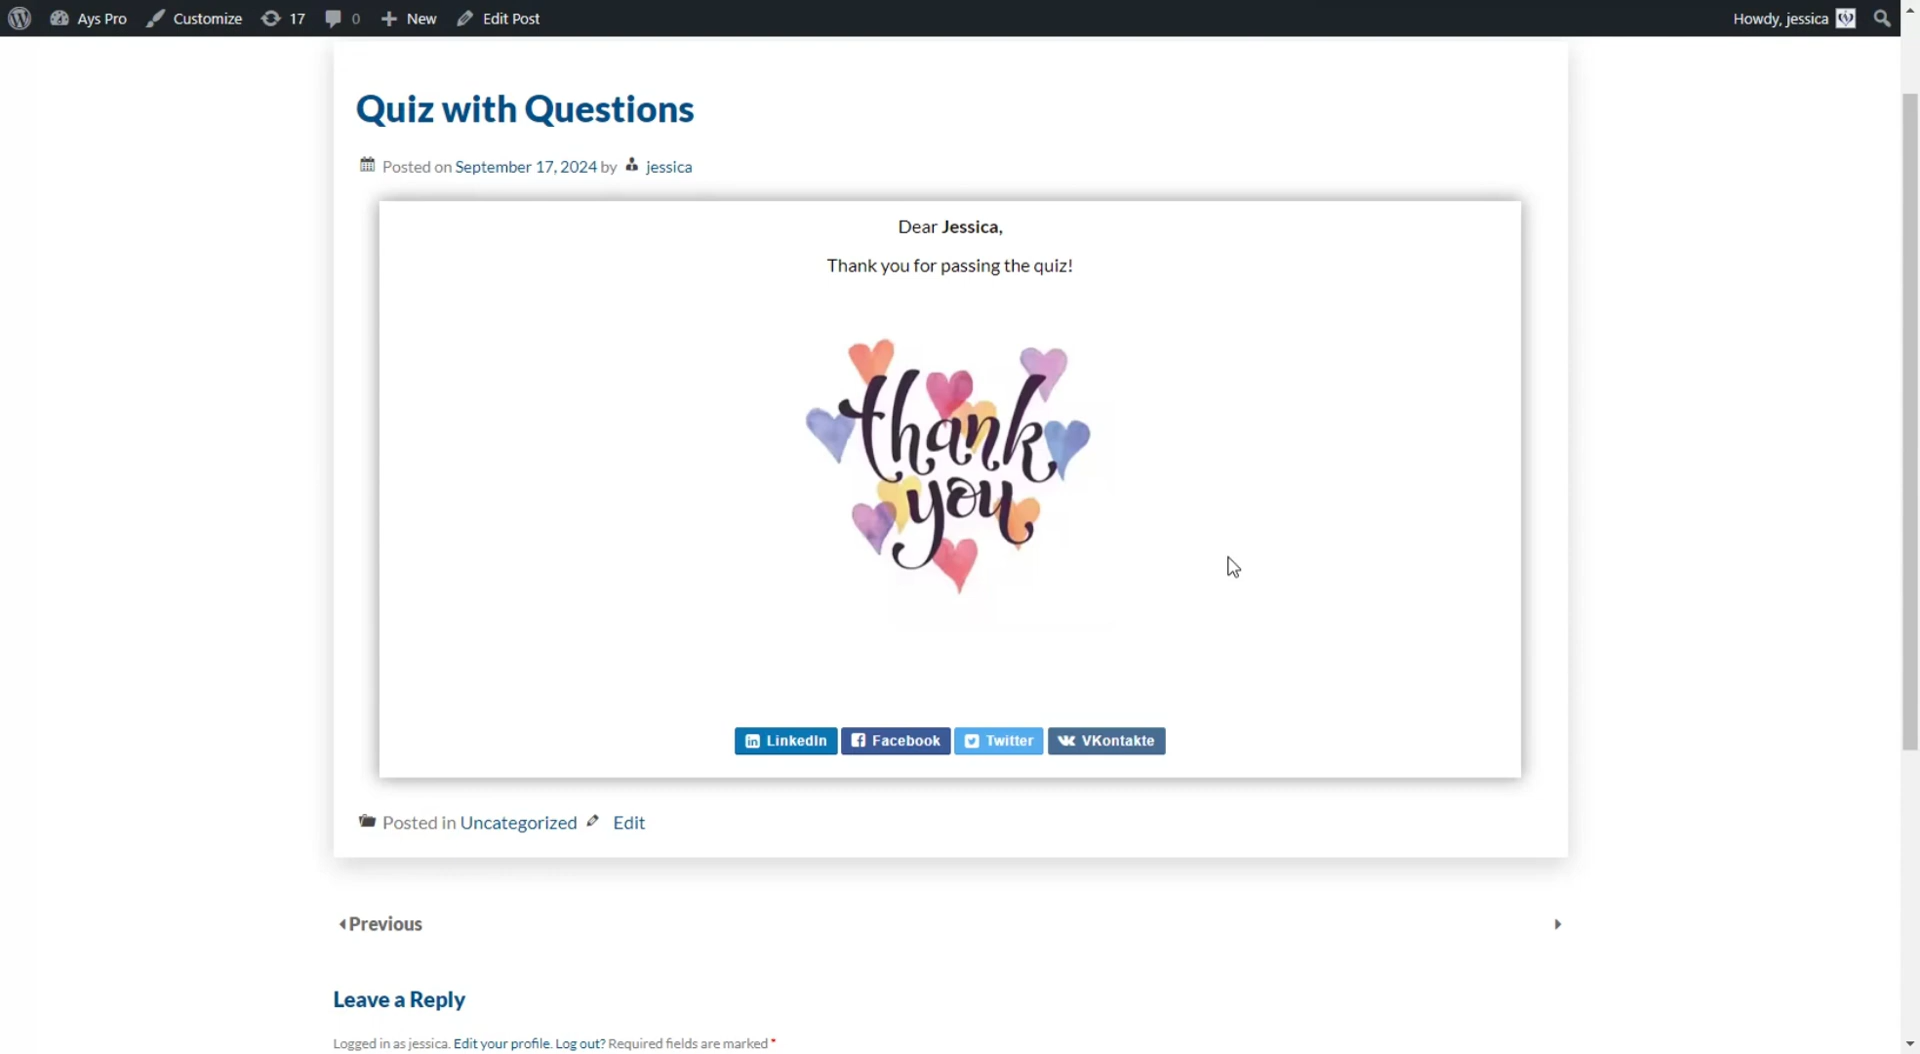 Ays Pro Customize 17 0 New Edit Post Howdy, jessica
Quiz with Questions
Posted on September 17, 2024 by jessica
Dear Jessica,
Thank you for passing the quiz!
thank
you
LinkedIn Facebook Twitter VKontakte
Posted in Uncategorized Edit
Previous
Leave a Reply
Logged in as jessica. Edit your profile. Log out? Required fields are marked *